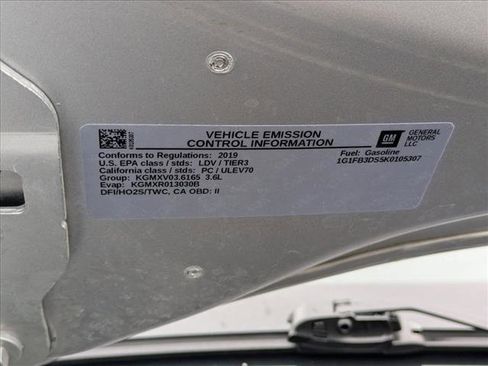 VEHICLE EMISSION
CONTROL INFORMATION
GM
GENERAL
MOTORS
LLC
Conforms to Regulations: 2019
U.S. EPA class / stds: LDV / TIER3
California class / stds: PC / ULEV70
Group: KGMXV03.6165 3.6L
Evap: KGMXR013030B
DFI/HO2S/TWC, CA OBD: II
Fuel: Gasoline
1G1FB3DS5K0105307